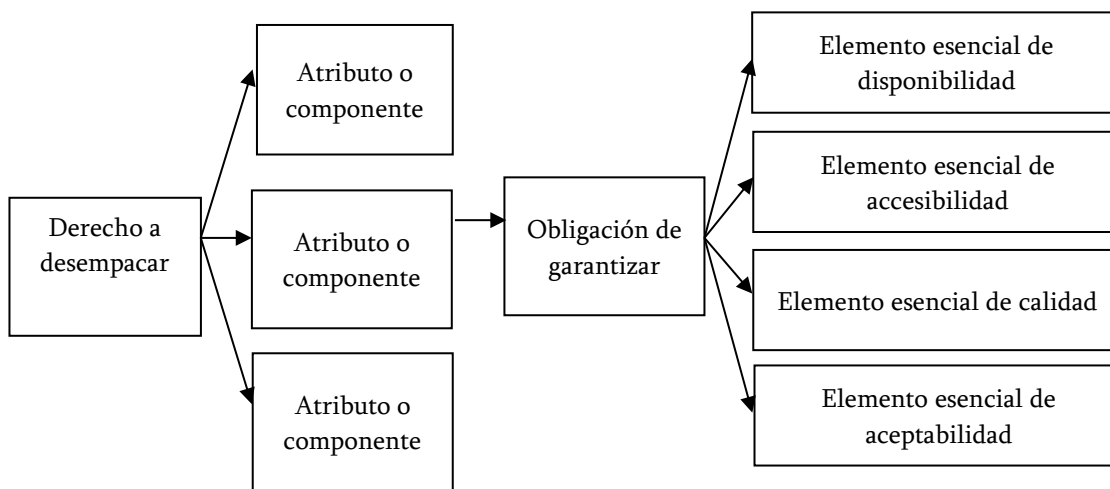 Derecho a
desempacar
Atributo o
componente
Atributo o
componente
Atributo o
componente
Obligación de
garantizar
Elemento esencial de
disponibilidad
Elemento esencial de
accesibilidad
Elemento esencial de calidad
Elemento esencial de
aceptabilidad